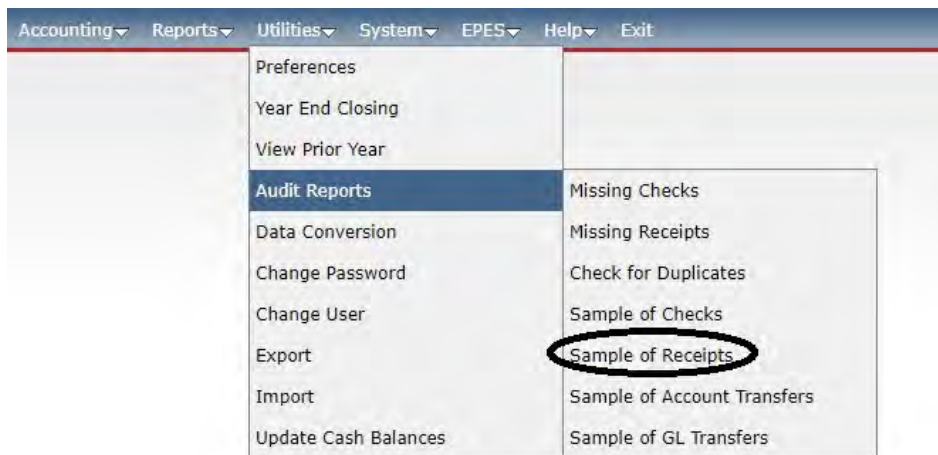 Accounting Reports Utilities System EPES Help Exit
Preferences
Year End Closing
View Prior Year
Audit Reports
Data Conversion
Change Password
Change User
Export
Import
Update Cash Balances
Missing Checks
Missing Receipts
Check for Duplicates
Sample of Checks
Sample of Receipts
Sample of Account Transfers
Sample of GL Transfers